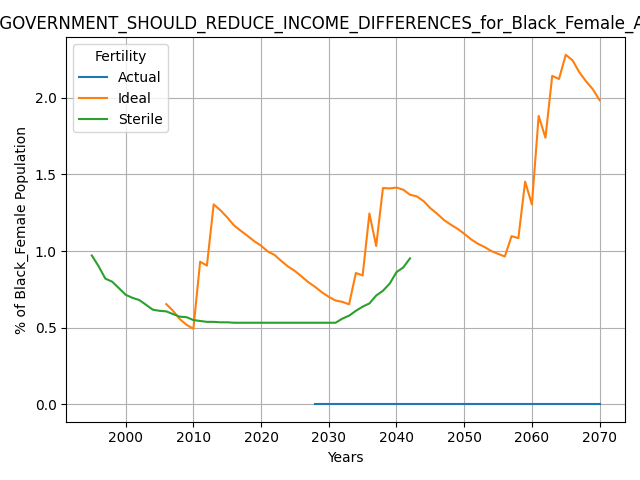 GOVERNMENT_SHOULD_REDUCE_INCOME_DIFFERENCES_for_Black_Female_A
Fertility
Actual
Ideal
Sterile
% of Black_Female Population
2.0
1.5
1.0
0.5
0.0
2000 2010 2020 2030 2040 2050 2060 2070
Years